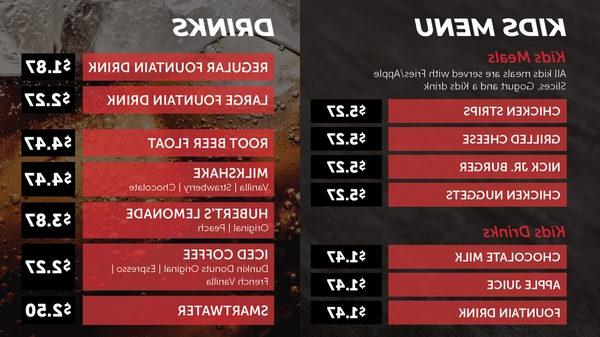 KIDS MENU
Kids Meals
All kids meals are served with Fries/Apple
Slices, Gogurt and a Kids drink
CHICKEN STRIPS $5.27
GRILLED CHEESE $5.27
NICK JR. BURGER $5.27
CHICKEN NUGGETS $5.27
Kids Drinks
CHOCOLATE MILK $1.47
APPLE JUICE $1.47
FOUNTAIN DRINK $1.47
DRINKS
REGULAR FOUNTAIN DRINK $1.87
LARGE FOUNTAIN DRINK $2.27
ROOT BEER FLOAT $4.47
MILKSHAKE $4.47
Vanilla | Strawberry | Chocolate
HUBERT'S LEMONADE $3.87
Original | Peach
ICED COFFEE $2.27
Dunkin Donuts Original | Espresso |
French Vanilla
SMARTWATER $2.50